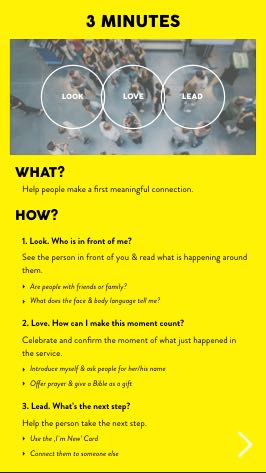 3 MINUTES
LOOK LOVE LEAD
WHAT?
Help people make a first meaningful connection.
HOW?
1. Look. Who is in front of me?
See the person in front of you & read what is happening around
them.
Are people with friends or family?
What does the face & body language tell me?
2. Love. How can I make this moment count?
Celebrate and confirm the moment of what just happened in
the service.
Introduce myself & ask people for her/his name
Offer prayer & give a Bible as a gift
3. Lead. What's the next step?
Help the person take the next step.
Use the ‚I'm New' Card
Connect them to someone else